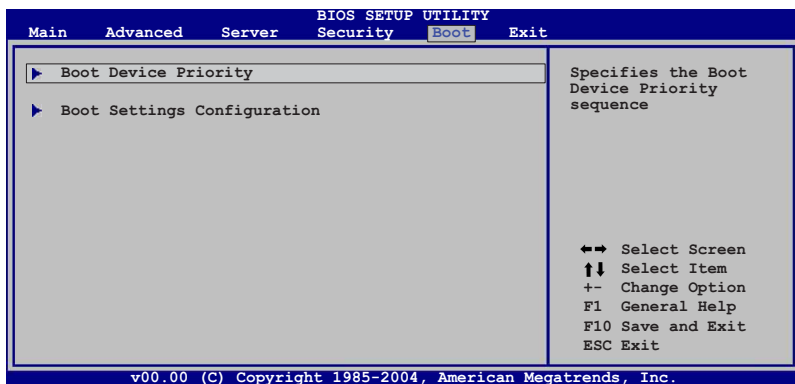 BIOS SETUP UTILITY
Main Advanced Server Security Boot Exit
Boot Device Priority
Boot Settings Configuration
Specifies the Boot
Device Priority
sequence
←→ Select Screen
↑↓ Select Item
+- Change Option
F1 General Help
F10 Save and Exit
ESC Exit
v00.00 (C) Copyright 1985-2004, American Megatrends, Inc.